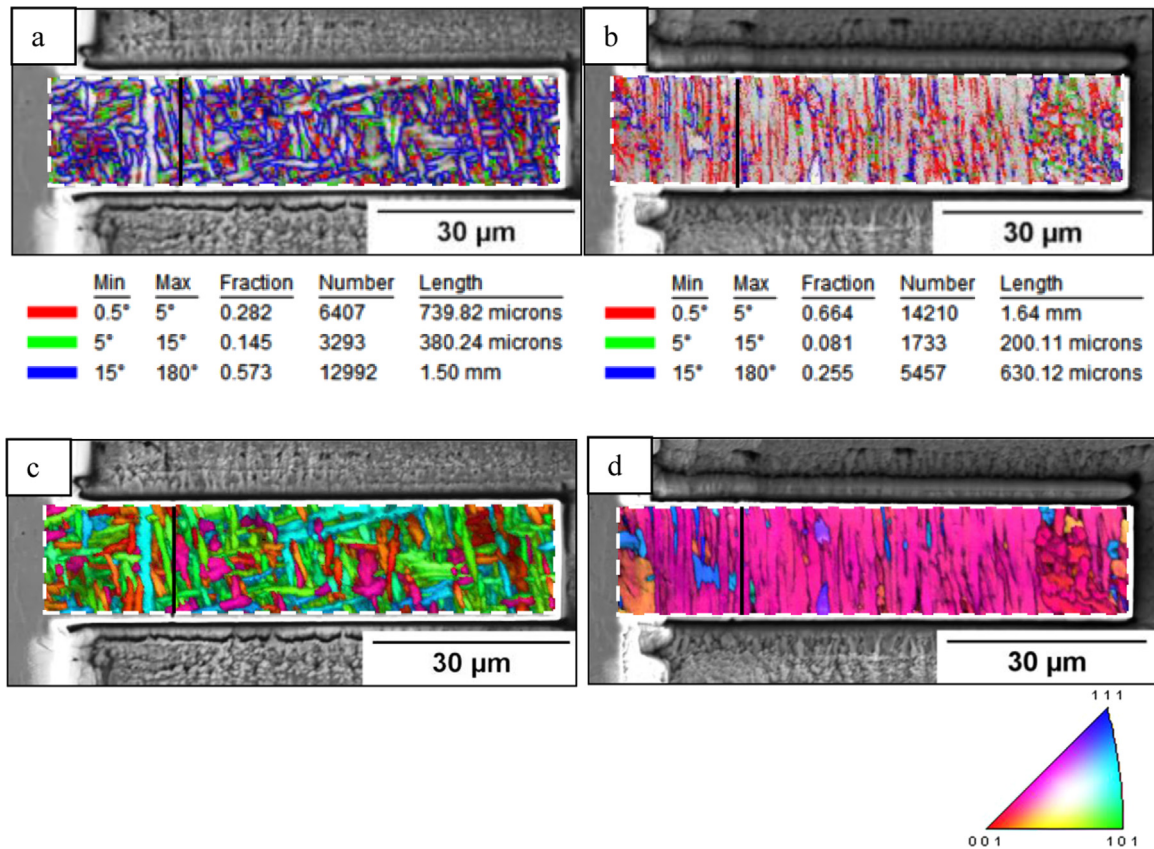 a
b
30 µm
30 µm
Min Max Fraction Number Length
0.5° 5° 0.282 6407 739.82 microns
5° 15° 0.145 3293 380.24 microns
15° 180° 0.573 12992 1.50 mm
Min Max Fraction Number Length
0.5° 5° 0.664 14210 1.64 mm
5° 15° 0.081 1733 200.11 microns
15° 180° 0.255 5457 630.12 microns
c
d
30 µm
30 µm
1 1 1
0 0 1
1 0 1